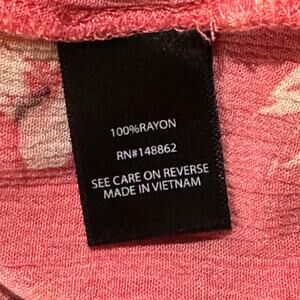 100%RAYON
RN#148862
SEE CARE ON REVERSE
MADE IN VIETNAM